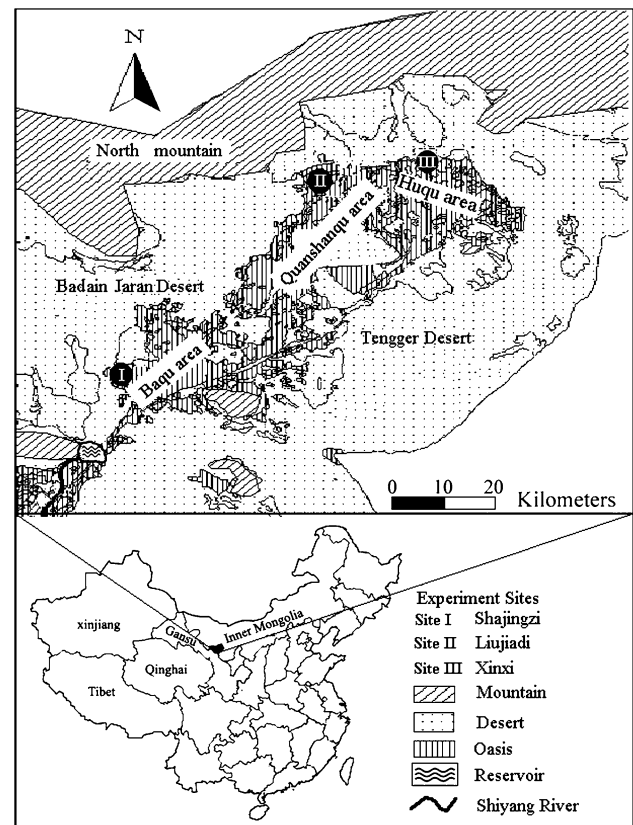 N
North mountain
III
II
Huqu area
Quanshanqu area
Badain Jaran Desert
Tengger Desert
I
Baqu area
0 10 20
Kilometers
xinjiang
Gansu
Inner Mongolia
Qinghai
Tibet
Experiment Sites
Site I Shajingzi
Site II Liujiadi
Site III Xinxi
Mountain
Desert
Oasis
Reservoir
Shiyang River